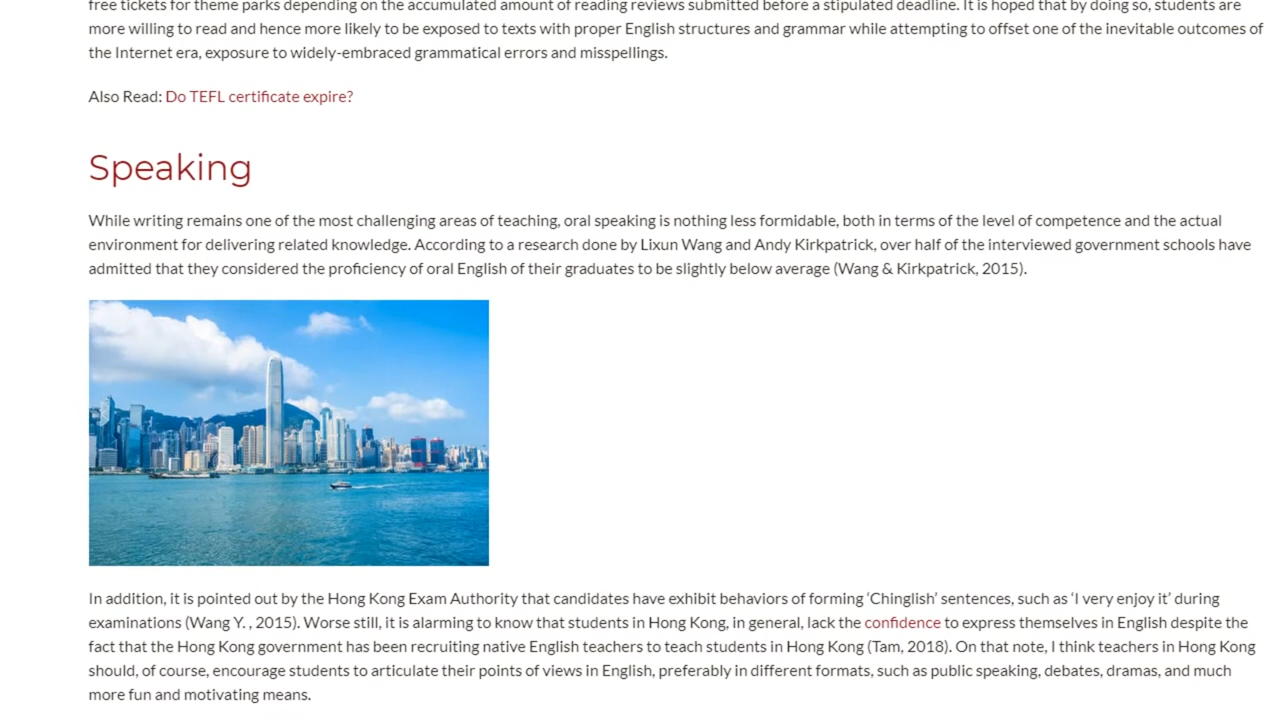 free tickets for theme parks depending on the accumulated amount of reading reviews submitted before a stipulated deadline. It is hoped that by doing so, students are
more willing to read and hence more likely to be exposed to texts with proper English structures and grammar while attempting to offset one of the inevitable outcomes of
the Internet era, exposure to widely-embraced grammatical errors and misspellings.
Also Read: Do TEFL certificate expire?
Speaking
While writing remains one of the most challenging areas of teaching, oral speaking is nothing less formidable, both in terms of the level of competence and the actual
environment for delivering related knowledge. According to a research done by Lixun Wang and Andy Kirkpatrick, over half of the interviewed government schools have
admitted that they considered the proficiency of oral English of their graduates to be slightly below average (Wang & Kirkpatrick, 2015).
In addition, it is pointed out by the Hong Kong Exam Authority that candidates have exhibit behaviors of forming ‘Chinglish’ sentences, such as ‘I very enjoy it’ during
examinations (Wang Y. , 2015). Worse still, it is alarming to know that students in Hong Kong, in general, lack the confidence to express themselves in English despite the
fact that the Hong Kong government has been recruiting native English teachers to teach students in Hong Kong (Tam, 2018). On that note, I think teachers in Hong Kong
should, of course, encourage students to articulate their points of views in English, preferably in different formats, such as public speaking, debates, dramas, and much
more fun and motivating means.